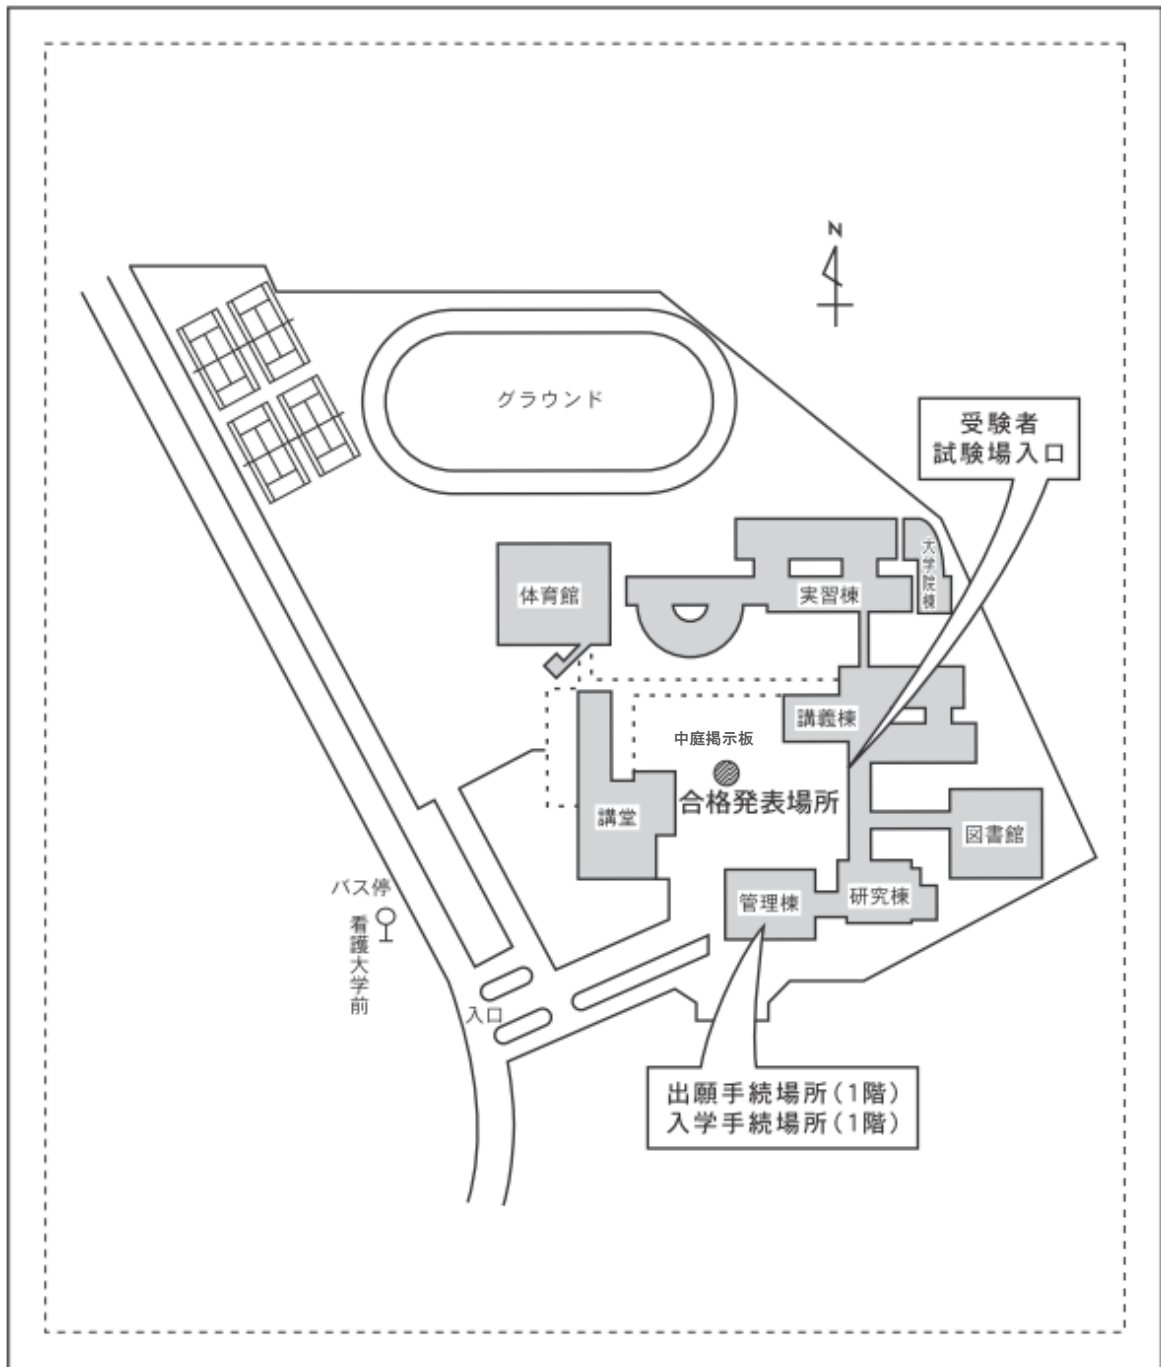 N
グラウンド
受験者
試験場入口
大学院棟
体育館
実習棟
講義棟
中庭掲示板
合格発表場所
講堂
図書館
バス停
看護大学前
管理棟
研究棟
入口
出願手続場所(1階)
入学手続場所(1階)